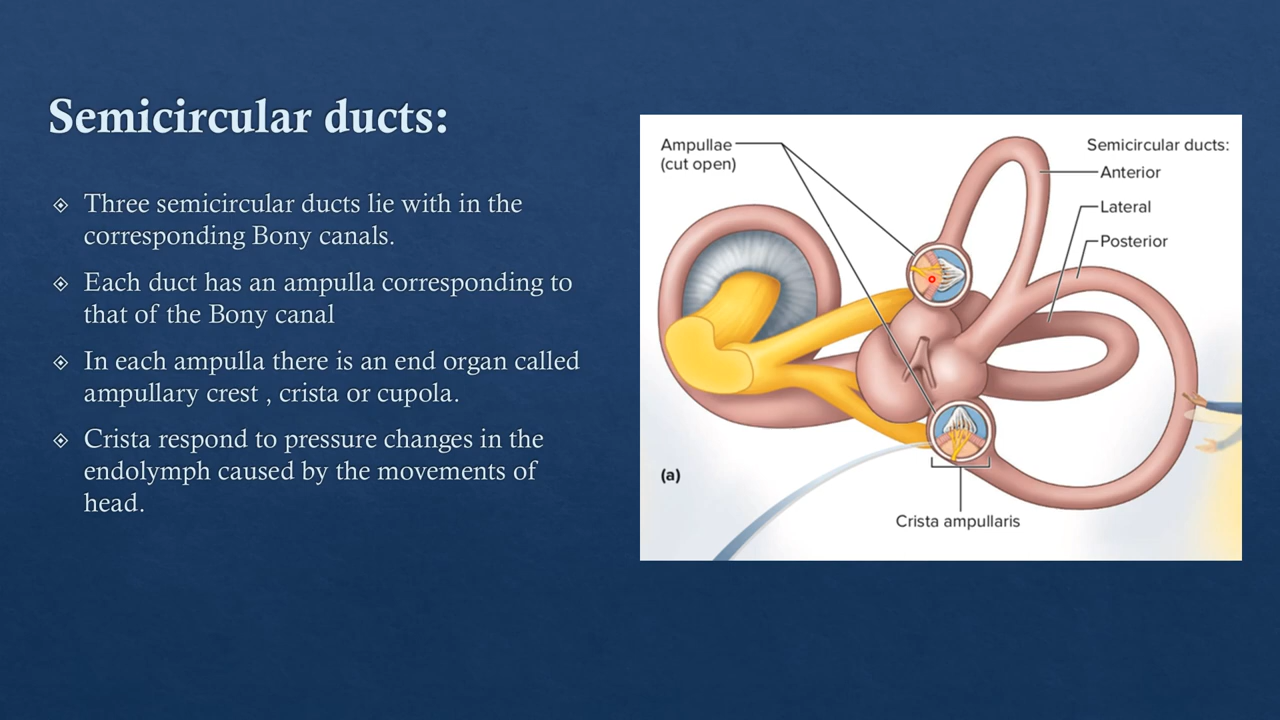 Semicircular ducts:
Three semicircular ducts lie with in the
corresponding Bony canals.
Each duct has an ampulla corresponding to
that of the Bony canal
In each ampulla there is an end organ called
ampullary crest , crista or cupola.
Crista respond to pressure changes in the
endolymph caused by the movements of
head.
Ampullae
(cut open)
Semicircular ducts:
Anterior
Lateral
Posterior
(a)
Crista ampullaris